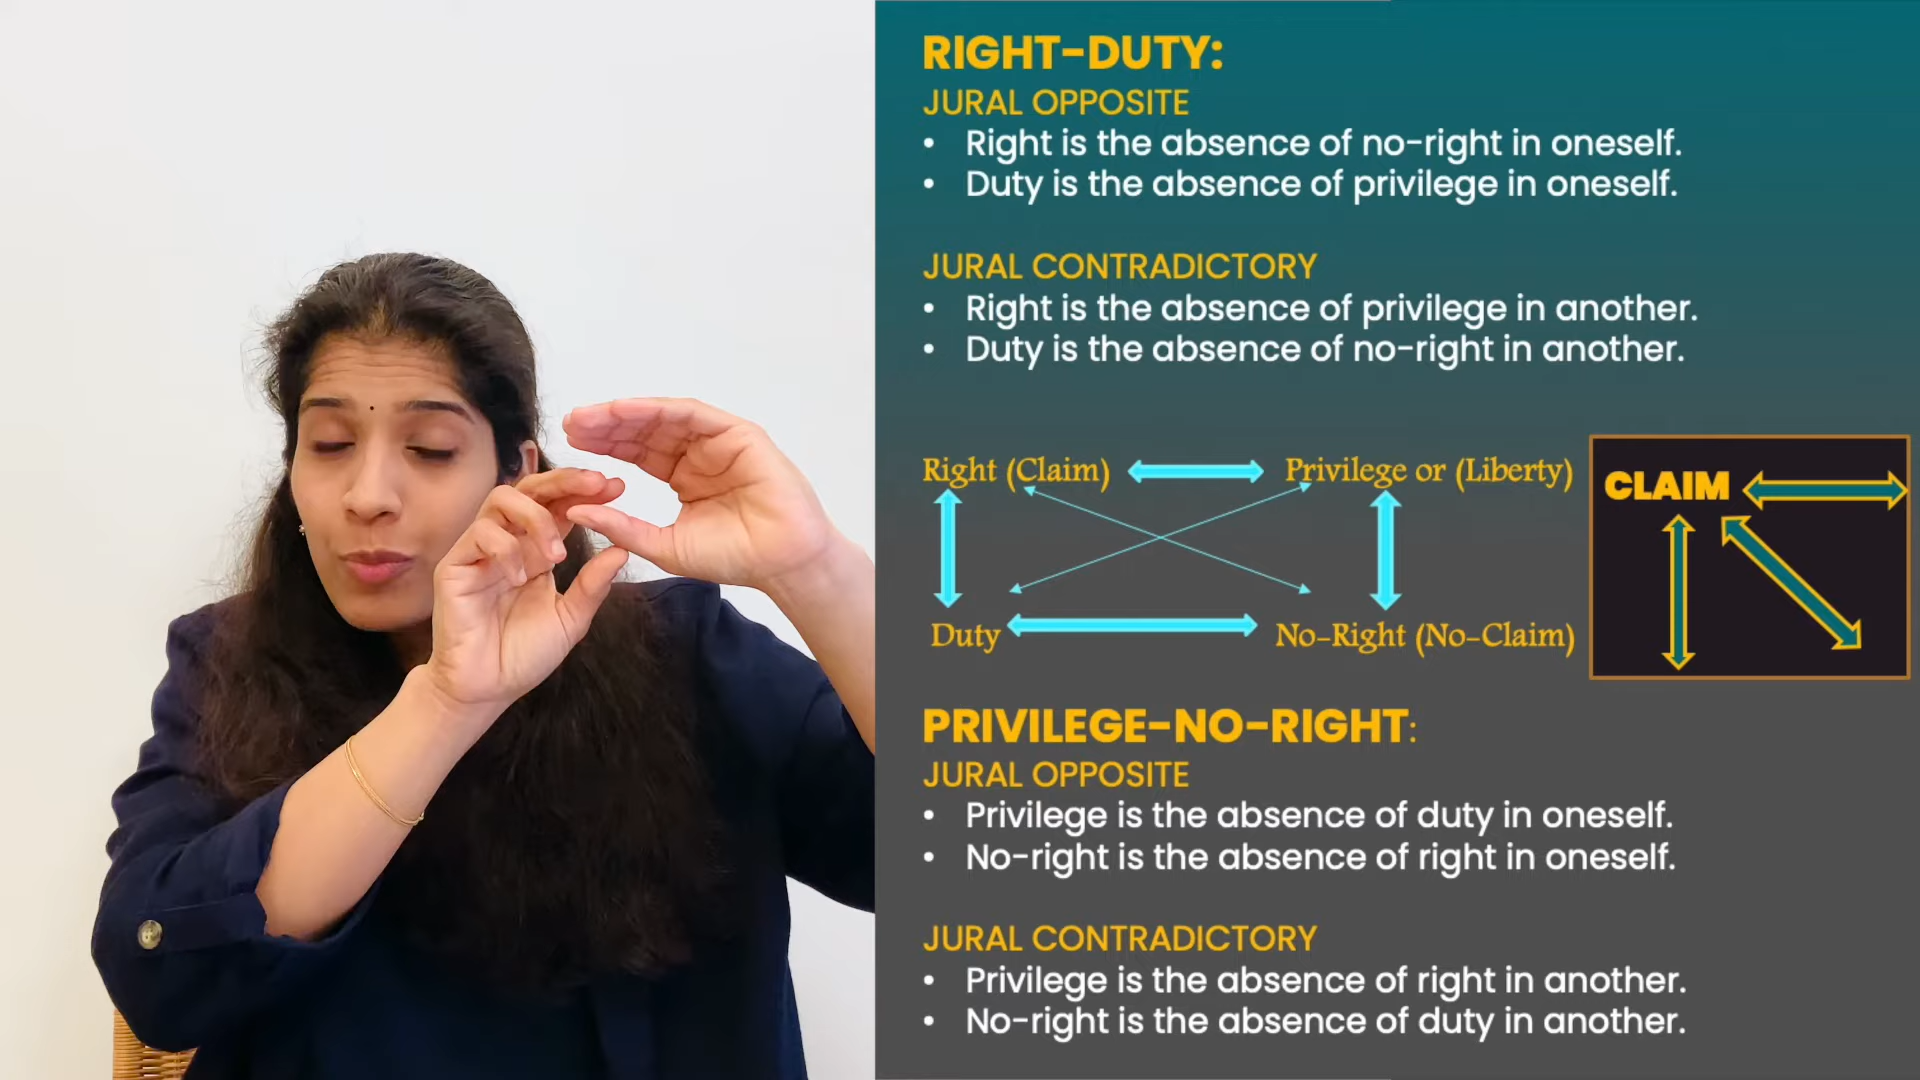 RIGHT-DUTY:
JURAL OPPOSITE
• Right is the absence of no-right in oneself.
• Duty is the absence of privilege in oneself.
JURAL CONTRADICTORY
• Right is the absence of privilege in another.
• Duty is the absence of no-right in another.
Right (Claim) Privilege or (Liberty)
CLAIM
Duty No-Right (No-Claim)
PRIVILEGE-NO-RIGHT:
JURAL OPPOSITE
• Privilege is the absence of duty in oneself.
• No-right is the absence of right in oneself.
JURAL CONTRADICTORY
• Privilege is the absence of right in another.
• No-right is the absence of duty in another.